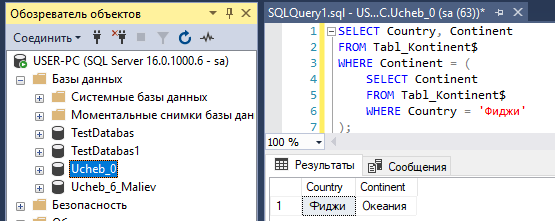 Обозреватель объектов
Соединить
USER-PC (SQL Server 16.0.1000.6 - sa)
Базы данных
Системные базы данных
Моментальные снимки базы дан
TestDatabas
TestDatabas1
Ucheb_0
Ucheb_6_Maliev
Безопасность
SQLQuery1.sql - US...C.Ucheb_0 (sa (63))*
SELECT Country, Continent
FROM Tabl_Kontinent$
WHERE Continent = (
SELECT Continent
FROM Tabl_Kontinent$
WHERE Country = 'Фиджи'
);
100 %
Результаты
Сообщения
Country Continent
1 Фиджи Океания